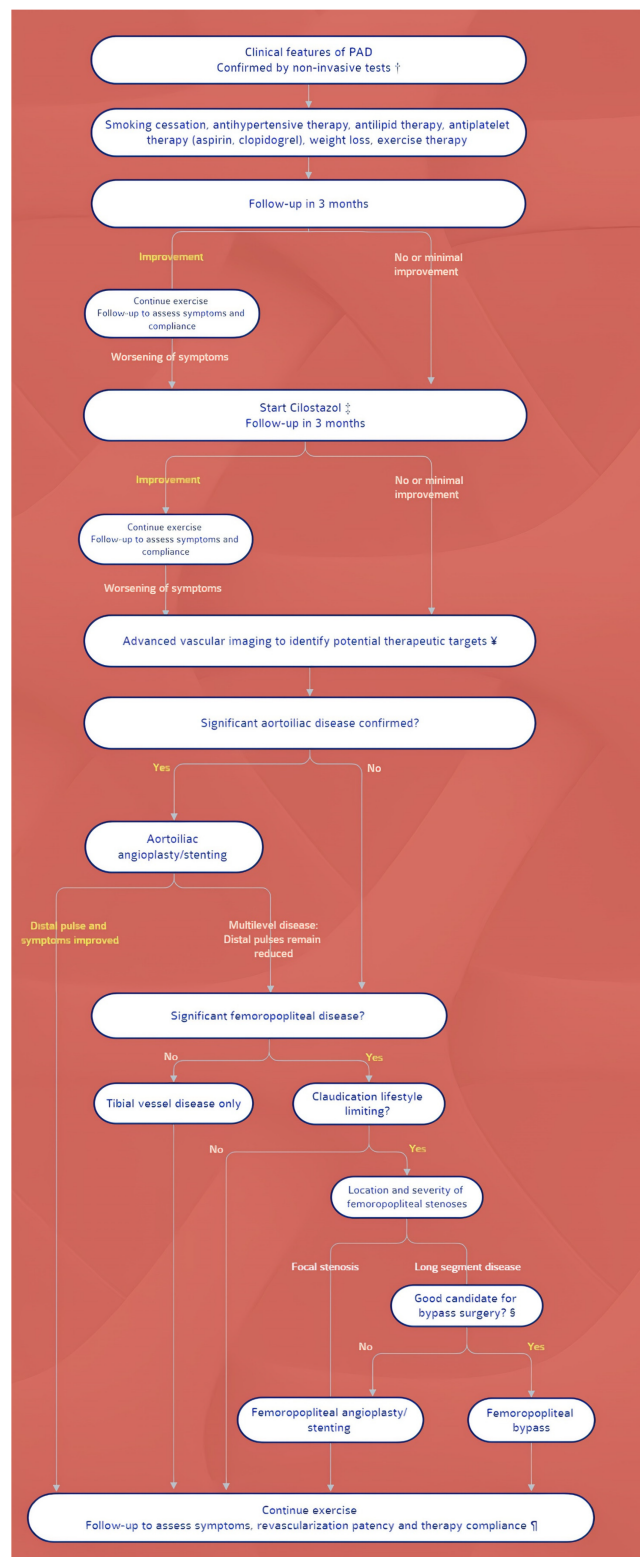 Clinical features of PAD
Confirmed by non-invasive tests †
Smoking cessation, antihypertensive therapy, antilipid therapy, antiplatelet
therapy (aspirin, clopidogrel), weight loss, exercise therapy
Follow-up in 3 months
Improvement
No or minimal
improvement
Continue exercise
Follow-up to assess symptoms and
compliance
Worsening of symptoms
Start Cilostazol ‡
Follow-up in 3 months
Improvement
No or minimal
improvement
Continue exercise
Follow-up to assess symptoms and
compliance
Worsening of symptoms
Advanced vascular imaging to identify potential therapeutic targets ¥
Significant aortoiliac disease confirmed?
Yes
No
Aortoiliac
angioplasty/stenting
Distal pulse and
symptoms improved
Multilevel disease:
Distal pulses remain
reduced
Significant femoropopliteal disease?
No
Yes
Tibial vessel disease only
Claudication lifestyle
limiting?
No
Yes
Location and severity of
femoropopliteal stenoses
Focal stenosis
Long segment disease
Good candidate for
bypass surgery? §
No
Yes
Femoropopliteal angioplasty/
stenting
Femoropopliteal
bypass
Continue exercise
Follow-up to assess symptoms, revascularization patency and therapy compliance ¶